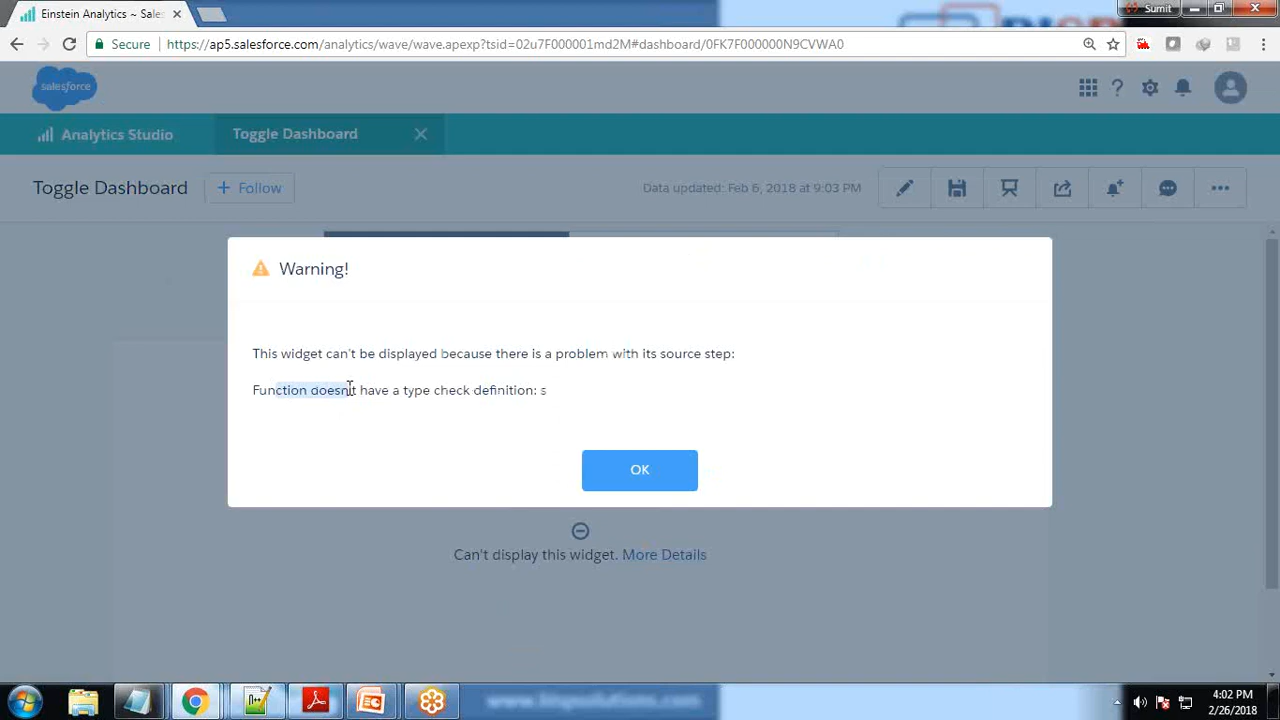 Einstein Analytics ~ Sales
Sumit
Secure https://ap5.salesforce.com/analytics/wave/wave.apexp?tsid=02u7F000001md2M#dashboard/0FK7F000000N9CVWA0
salesforce
Analytics Studio
Toggle Dashboard
Toggle Dashboard
+ Follow
Data updated: Feb 6, 2018 at 9:03 PM
Warning!
This widget can't be displayed because there is a problem with its source step:
Function doesn't have a type check definition: s
OK
Can't display this widget. More Details
4:02 PM
2/26/2018